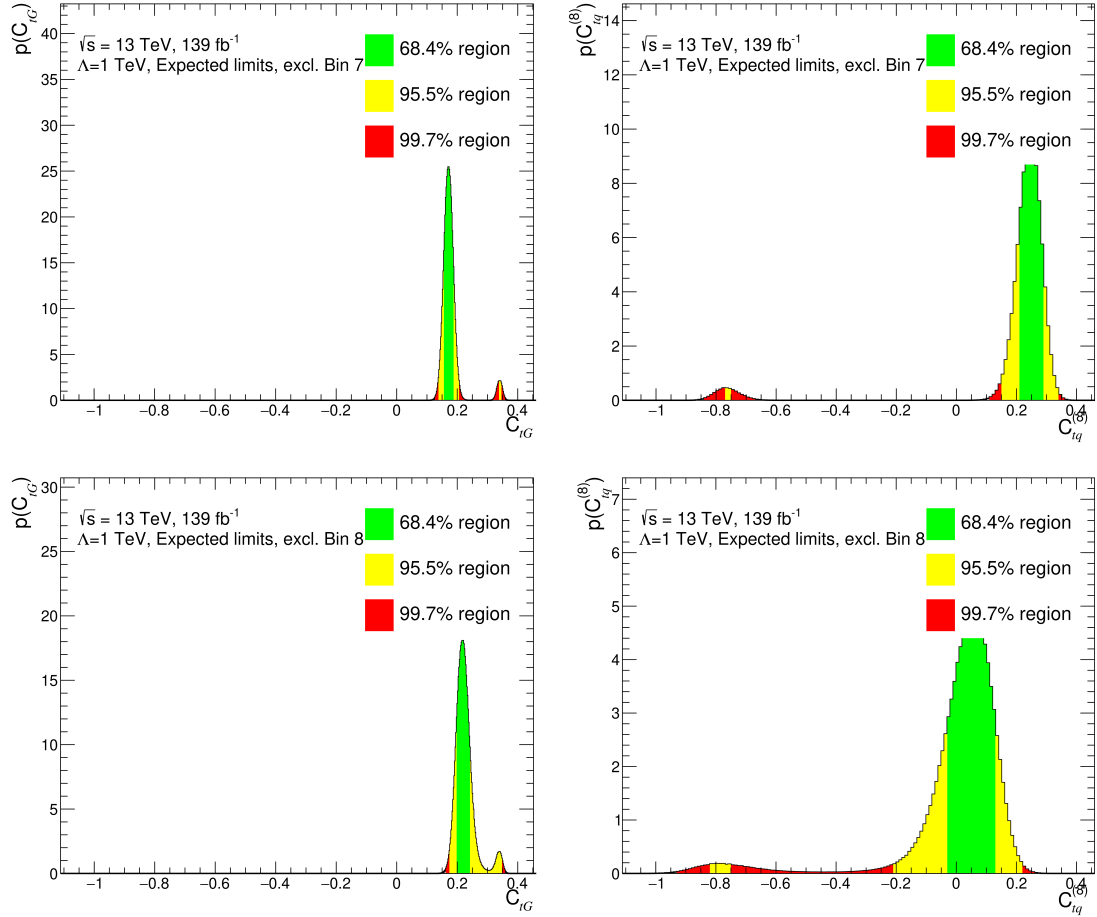 p(C_tG)
40
35
30
25
20
15
10
5
0
√s = 13 TeV, 139 fb⁻¹
Λ=1 TeV, Expected limits, excl. Bin 7
68.4% region
95.5% region
99.7% region
−1 −0.8 −0.6 −0.4 −0.2 0 0.2 0.4
C_tG
p(C_tq^(8))
14
12
10
8
6
4
2
0
√s = 13 TeV, 139 fb⁻¹
Λ=1 TeV, Expected limits, excl. Bin 7
68.4% region
95.5% region
99.7% region
−1 −0.8 −0.6 −0.4 −0.2 0 0.2 0.4
C_tq^(8)
p(C_tG)
30
25
20
15
10
5
0
√s = 13 TeV, 139 fb⁻¹
Λ=1 TeV, Expected limits, excl. Bin 8
68.4% region
95.5% region
99.7% region
−1 −0.8 −0.6 −0.4 −0.2 0 0.2 0.4
C_tG
p(C_tq^(8))
7
6
5
4
3
2
1
0
√s = 13 TeV, 139 fb⁻¹
Λ=1 TeV, Expected limits, excl. Bin 8
68.4% region
95.5% region
99.7% region
−1 −0.8 −0.6 −0.4 −0.2 0 0.2 0.4
C_tq^(8)